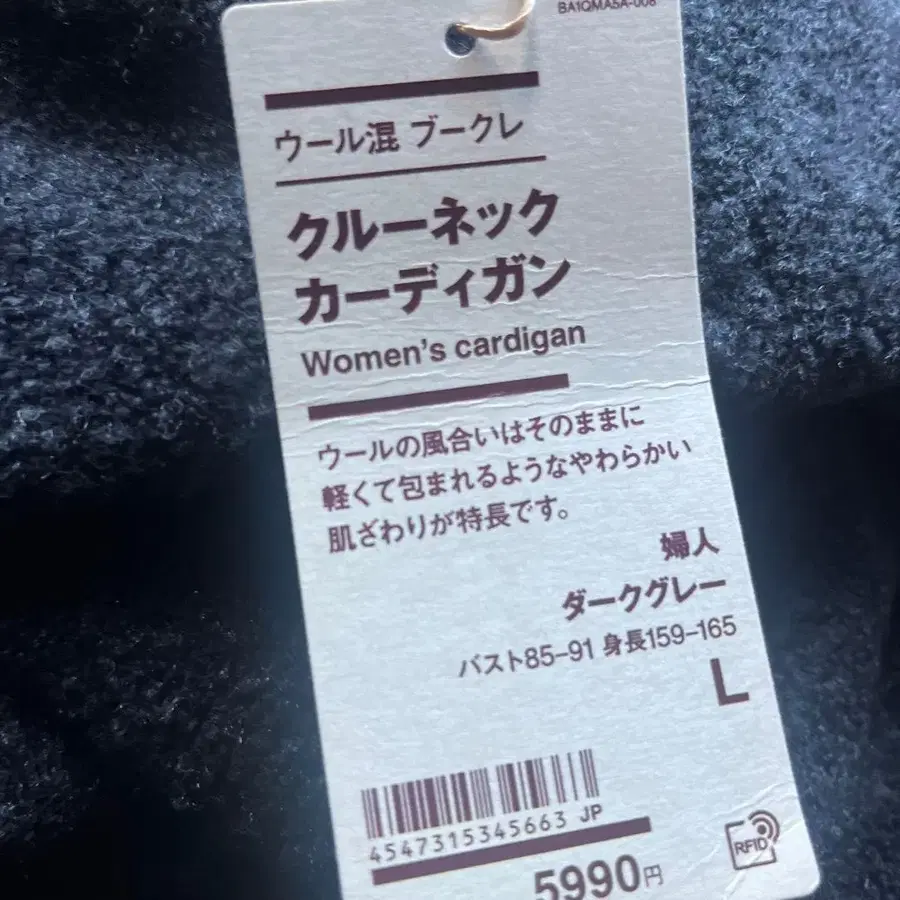 BA1QMA5A-008
ウール混 ブークレ
クルーネック
カーディガン
Women's cardigan
ウールの風合いはそのままに
軽くて包まれるようなやわらかい
肌ざわりが特長です。
婦人
ダークグレー
バスト85–91 身長159–165
L
4547315345663 JP
RFID
5990円